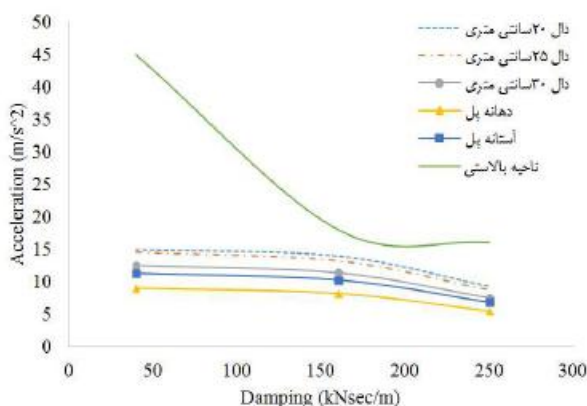 50
45
40
35
30
25
20
15
10
5
0
Acceleration (m/s^2)
0 50 100 150 200 250 300
Damping (kNsec/m)
دال ۲۰سانتی متری
دال ۲۵سانتی متری
دال ۳۰سانتی متری
دهانه پل
آستانه پل
ناحیه بالاستی